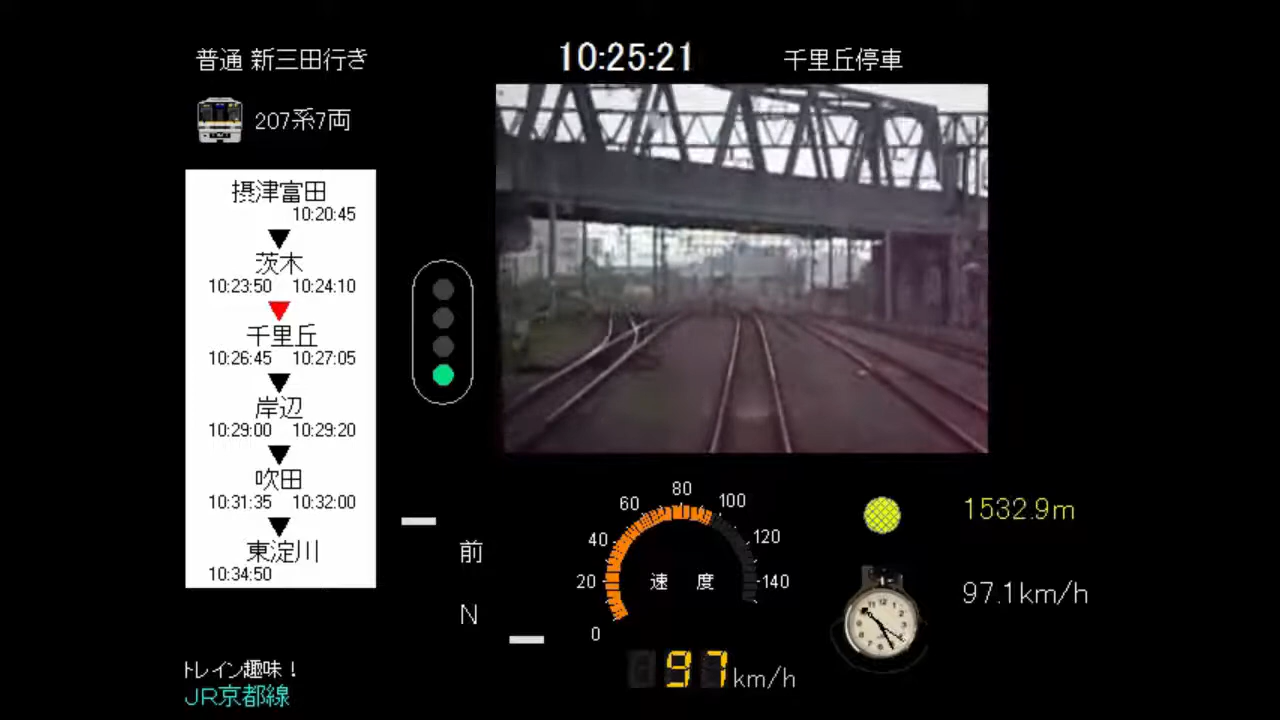 普通 新三田行き
10:25:21
千里丘停車
207系7両
摂津富田
10:20:45
茨木
10:23:50 10:24:10
千里丘
10:26:45 10:27:05
岸辺
10:29:00 10:29:20
吹田
10:31:35 10:32:00
東淀川
10:34:50
前
N
0
20
40
60
80
100
120
140
速 度
97 km/h
1532.9m
97.1km/h
トレイン趣味！
JR京都線